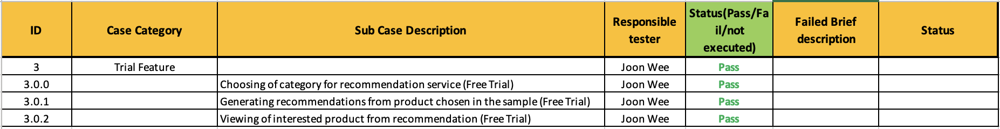 ID Case Category Sub Case Description Responsible tester Status(Pass/Fail/not executed) Failed Brief description Status
3 Trial Feature Joon Wee Pass
3.0.0 Choosing of category for recommendation service (Free Trial) Joon Wee Pass
3.0.1 Generating recommendations from product chosen in the sample (Free Trial) Joon Wee Pass
3.0.2 Viewing of interested product from recommendation (Free Trial) Joon Wee Pass